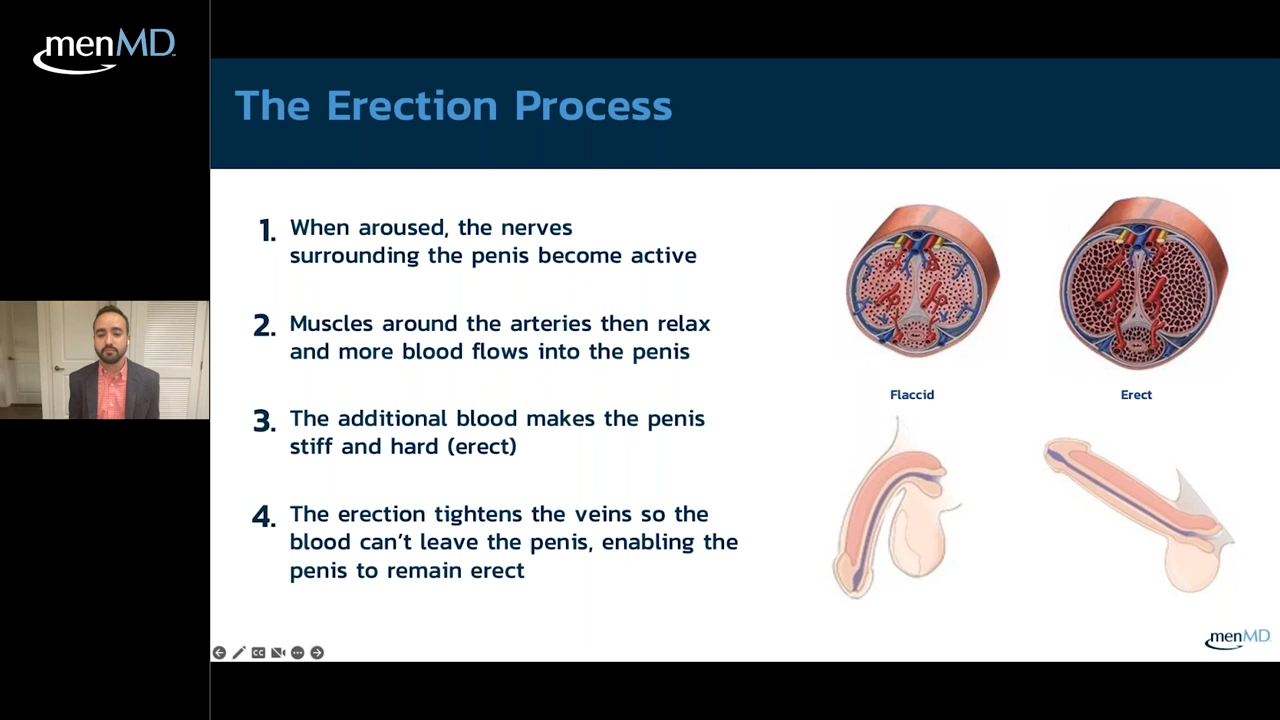 menMD
The Erection Process
1. When aroused, the nerves
surrounding the penis become active
2. Muscles around the arteries then relax
and more blood flows into the penis
3. The additional blood makes the penis
stiff and hard (erect)
4. The erection tightens the veins so the
blood can’t leave the penis, enabling the
penis to remain erect
Flaccid
Erect
CC
menMD